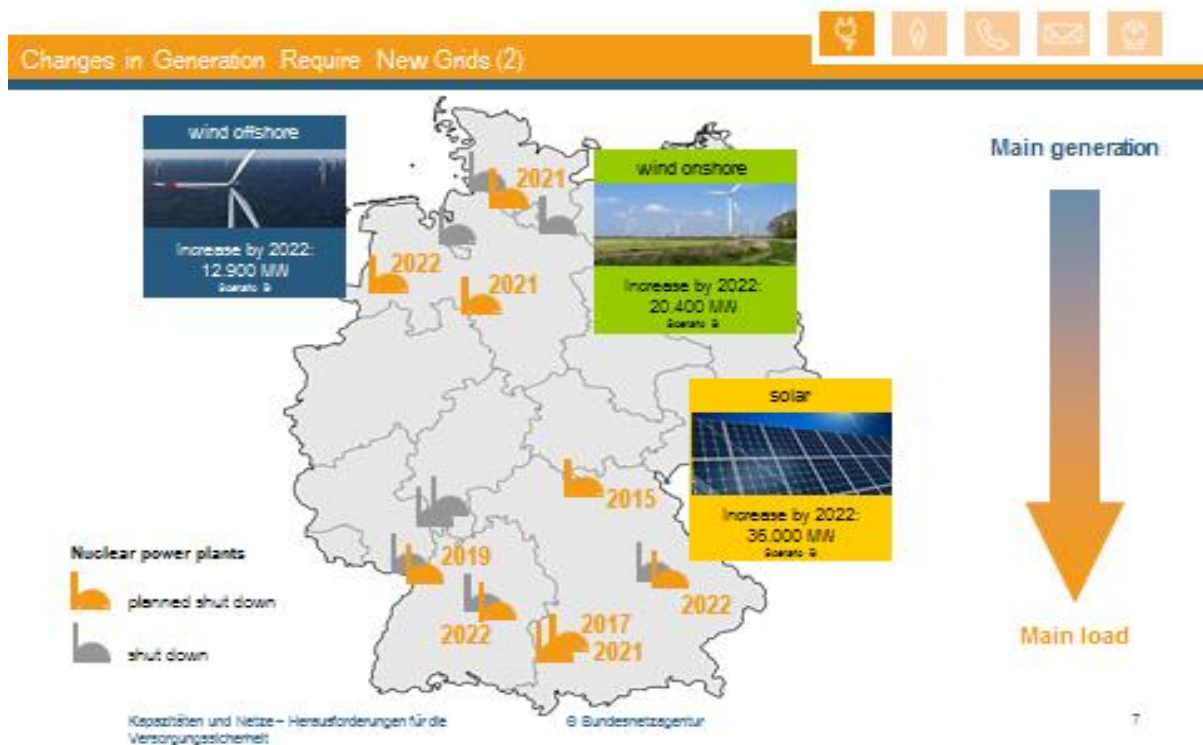 Changes in Generation Require New Grids (2)
wind offshore
Increase by 2022:
12.900 MW
Scenario B
wind onshore
Increase by 2022:
20.400 MW
Scenario B
Main generation
2021
2022
2021
solar
Increase by 2022:
36.000 MW
Scenario B
2015
2019
2022
2022
2017
2021
Nuclear power plants
planned shut down
shut down
Main load
Kapazitäten und Netze – Herausforderungen für die
Versorgungssicherheit
© Bundesnetzagentur
7